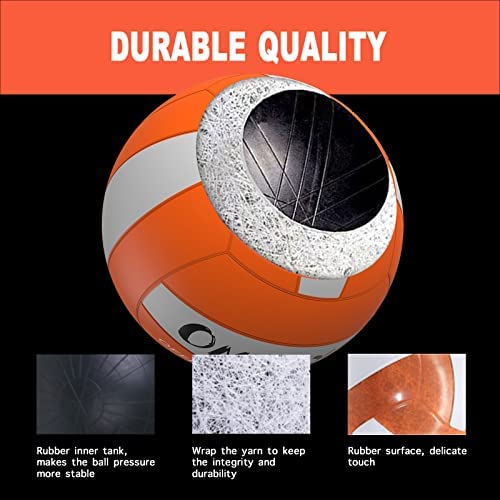 DURABLE QUALITY
Rubber inner tank,
makes the ball pressure
more stable
Wrap the yarn to keep
the integrity and
durability
Rubber surface, delicate
touch